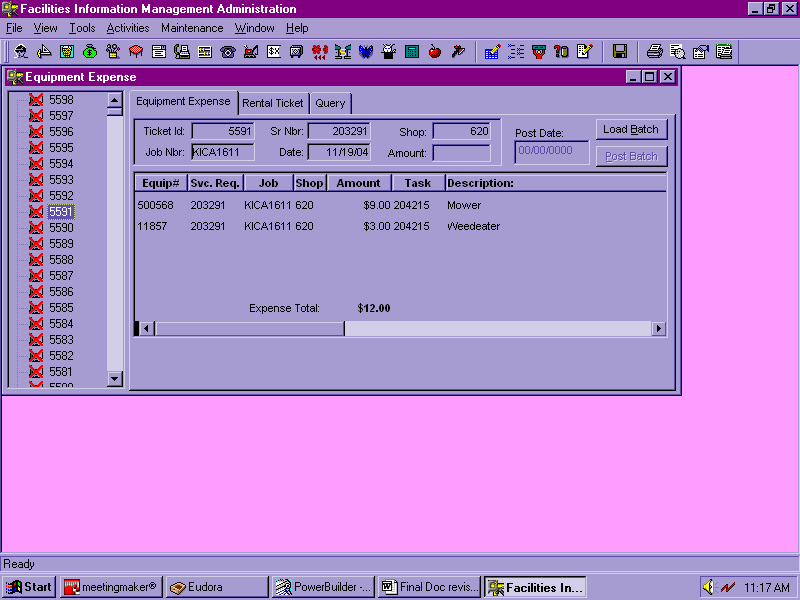 Facilities Information Management Administration
File View Tools Activities Maintenance Window Help
Equipment Expense
5598
5597
5596
5595
5594
5593
5592
5591
5590
5589
5588
5587
5586
5585
5584
5583
5582
5581
Equipment Expense Rental Ticket Query
Ticket Id: 5591 Sr Nbr: 203291 Shop: 620 Post Date: Load Batch
Job Nbr: KICA1611 Date: 11/19/04 Amount: 00/00/0000 Post Batch
Equip# Svc. Req. Job Shop Amount Task Description:
500568 203291 KICA1611 620 $9.00 204215 Mower
11857 203291 KICA1611 620 $3.00 204215 Weedeater
Expense Total: $12.00
Ready
Start meetingmaker® Eudora PowerBuilder -... Final Doc revis... Facilities In... 11:17 AM